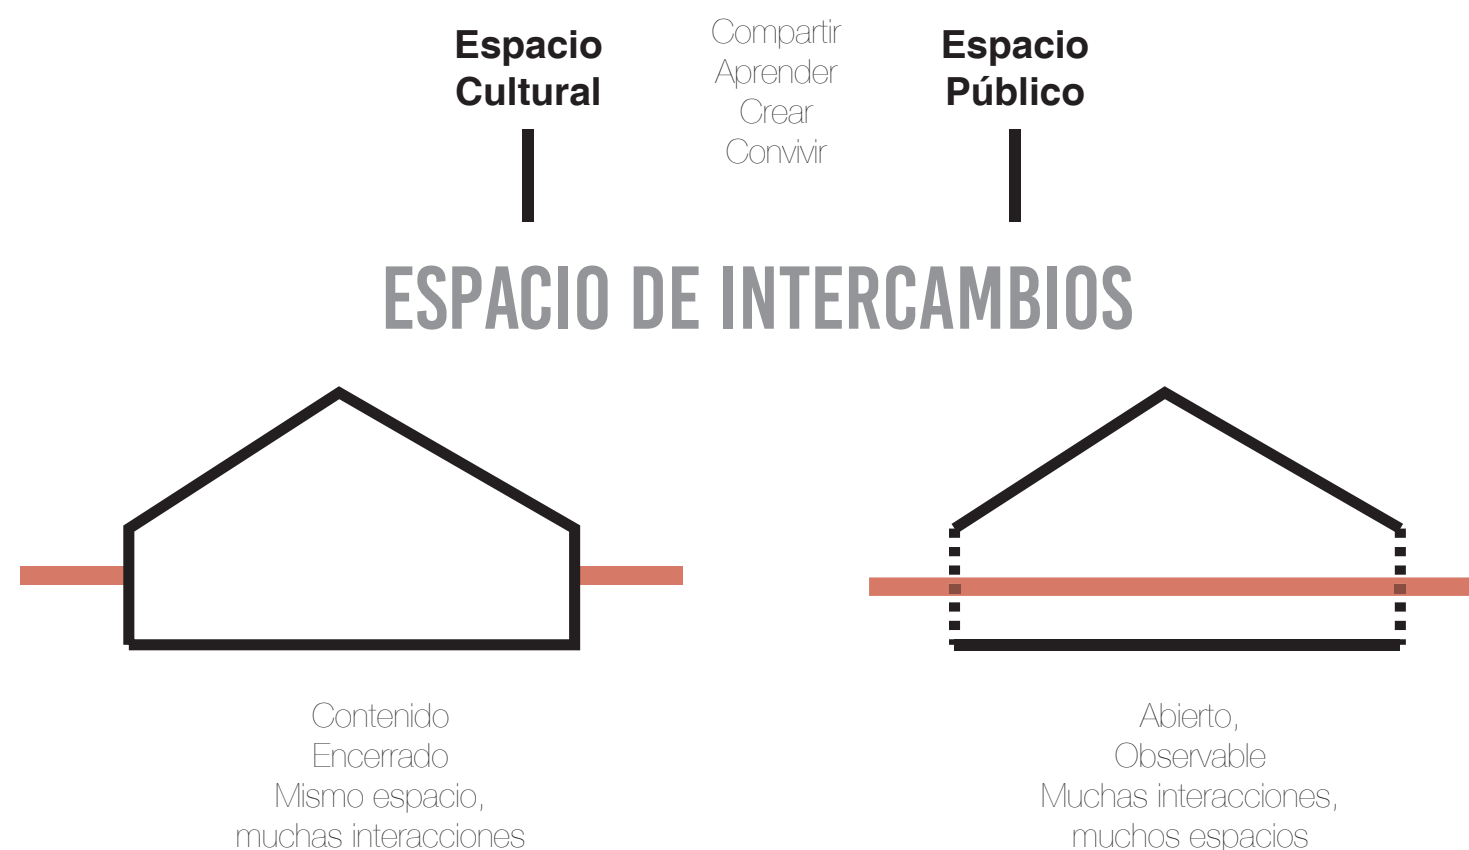 Espacio
Cultural
Compartir
Aprender
Crear
Convivir
Espacio
Público
ESPACIO DE INTERCAMBIOS
Contenido
Encerrado
Mismo espacio,
muchas interacciones
Abierto,
Observable
Muchas interacciones,
muchos espacios